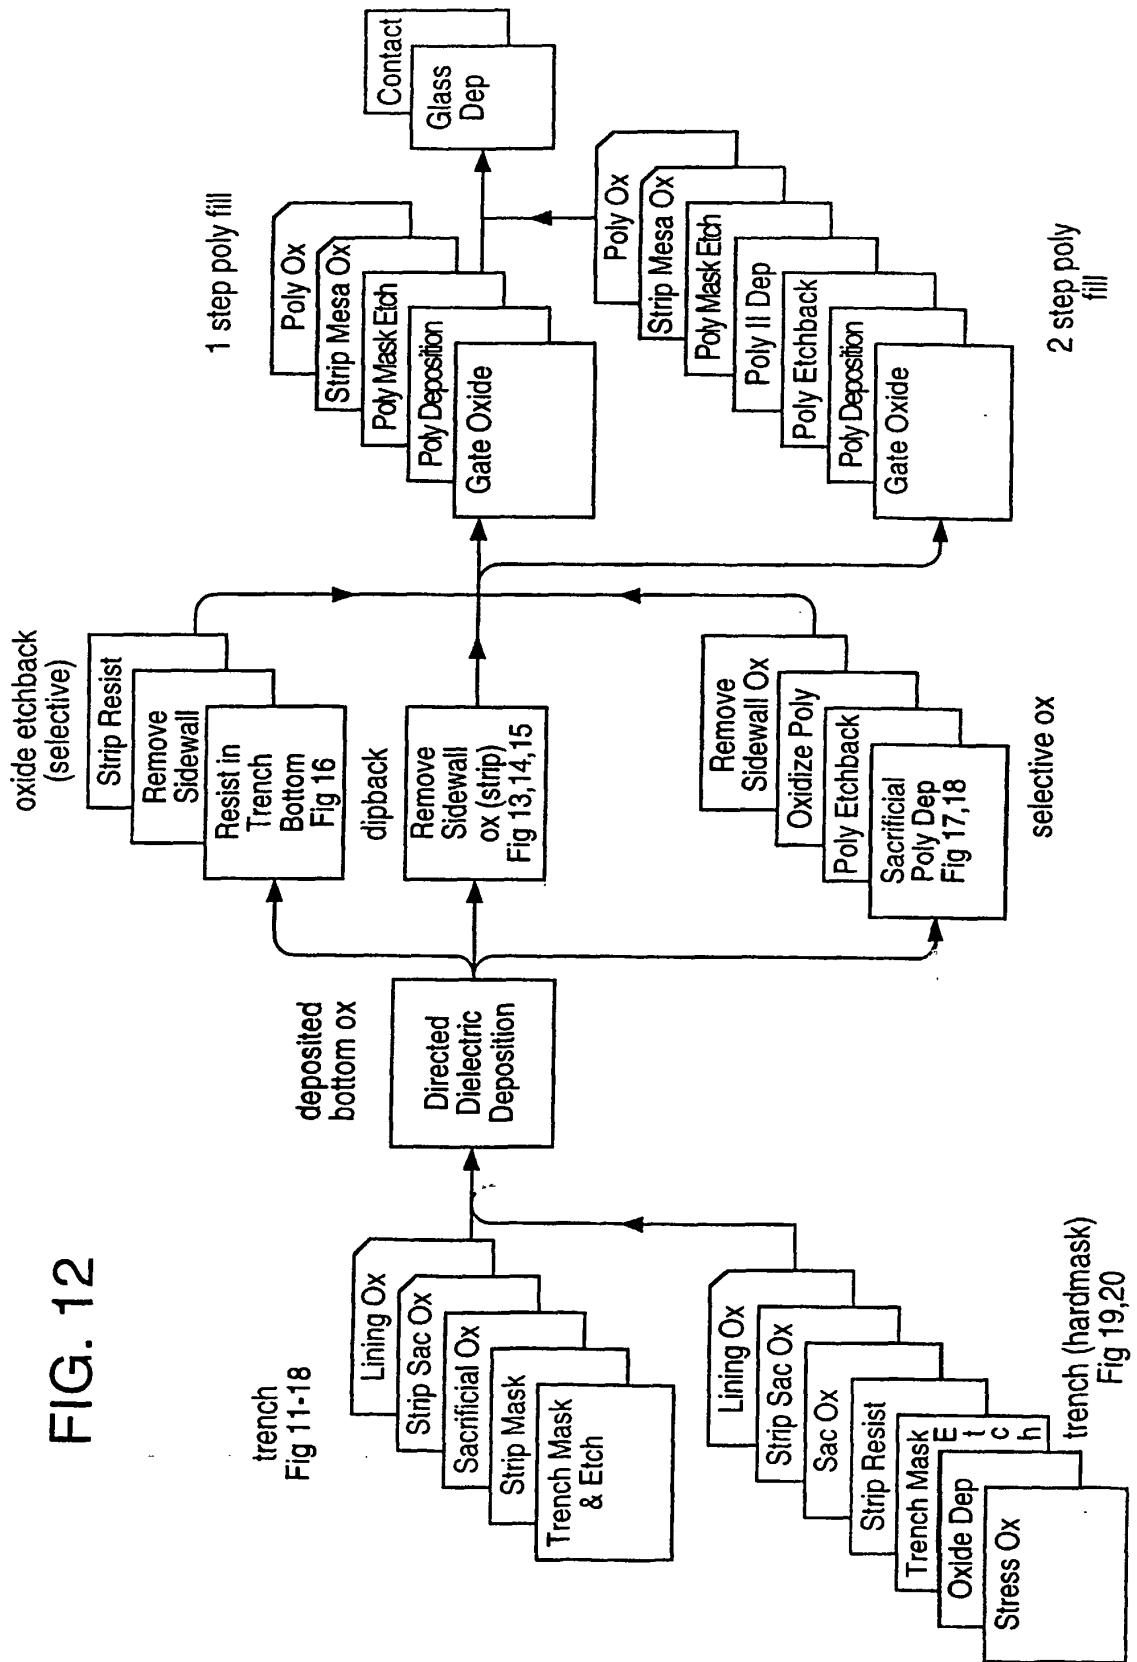 FIG. 12
trench
Fig 11-18
Lining Ox
Strip Sac Ox
Sacrificial Ox
Strip Mask
Trench Mask
& Etch
Lining Ox
Strip Sac Ox
Sac Ox
Strip Resist
Trench Mask
Etch
Oxide Dep
Stress Ox
trench (hardmask)
Fig 19,20
deposited
bottom ox
Directed
Dielectric
Deposition
oxide etchback
(selective)
Strip Resist
Remove
Sidewall
Resist in
Trench
Bottom
Fig 16
dipback
Remove
Sidewall
ox (strip)
Fig 13,14,15
Remove
Sidewall Ox
Oxidize Poly
Poly Etchback
Sacrificial
Poly Dep
Fig 17,18
selective ox
1 step poly fill
Poly Ox
Strip Mesa Ox
Poly Mask Etch
Poly Deposition
Gate Oxide
Poly Ox
Strip Mesa Ox
Poly Mask Etch
Poly II Dep
Poly Etchback
Poly Deposition
Gate Oxide
2 step poly
fill
Contact
Glass
Dep